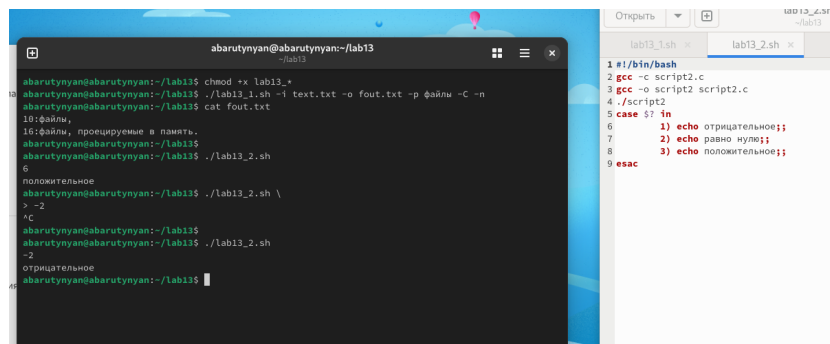 abarutynyan@abarutynyan:~/lab13
~/lab13
abarutynyan@abarutynyan:~/lab13$ chmod +x lab13_*
abarutynyan@abarutynyan:~/lab13$ ./lab13_1.sh -i text.txt -o fout.txt -p файлы -C -n
abarutynyan@abarutynyan:~/lab13$ cat fout.txt
10:файлы,
16:файлы, проецируемые в память.
abarutynyan@abarutynyan:~/lab13$
abarutynyan@abarutynyan:~/lab13$ ./lab13_2.sh
6
положительное
abarutynyan@abarutynyan:~/lab13$ ./lab13_2.sh \
> -2
^C
abarutynyan@abarutynyan:~/lab13$
abarutynyan@abarutynyan:~/lab13$ ./lab13_2.sh
-2
отрицательное
abarutynyan@abarutynyan:~/lab13$
Открыть
lab13_2.sh
~/lab13
lab13_1.sh ×
lab13_2.sh ×
1 #!/bin/bash
2 gcc -c script2.c
3 gcc -o script2 script2.c
4 ./script2
5 case $? in
6 1) echo отрицательное;;
7 2) echo равно нулю;;
8 3) echo положительное;;
9 esac